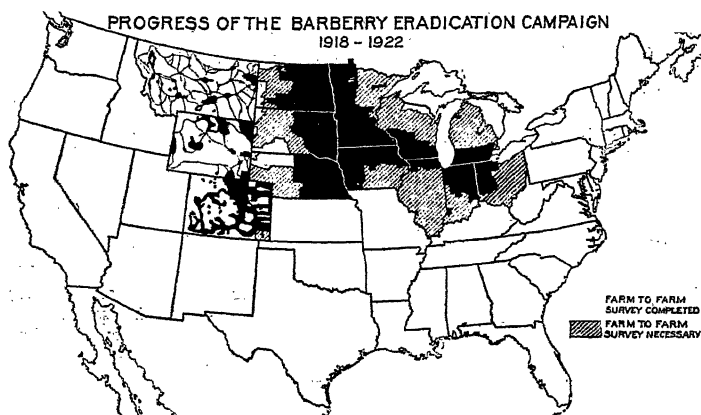 PROGRESS OF THE BARBERRY ERADICATION CAMPAIGN
1918 – 1922
FARM TO FARM
SURVEY COMPLETED
FARM TO FARM
SURVEY NECESSARY